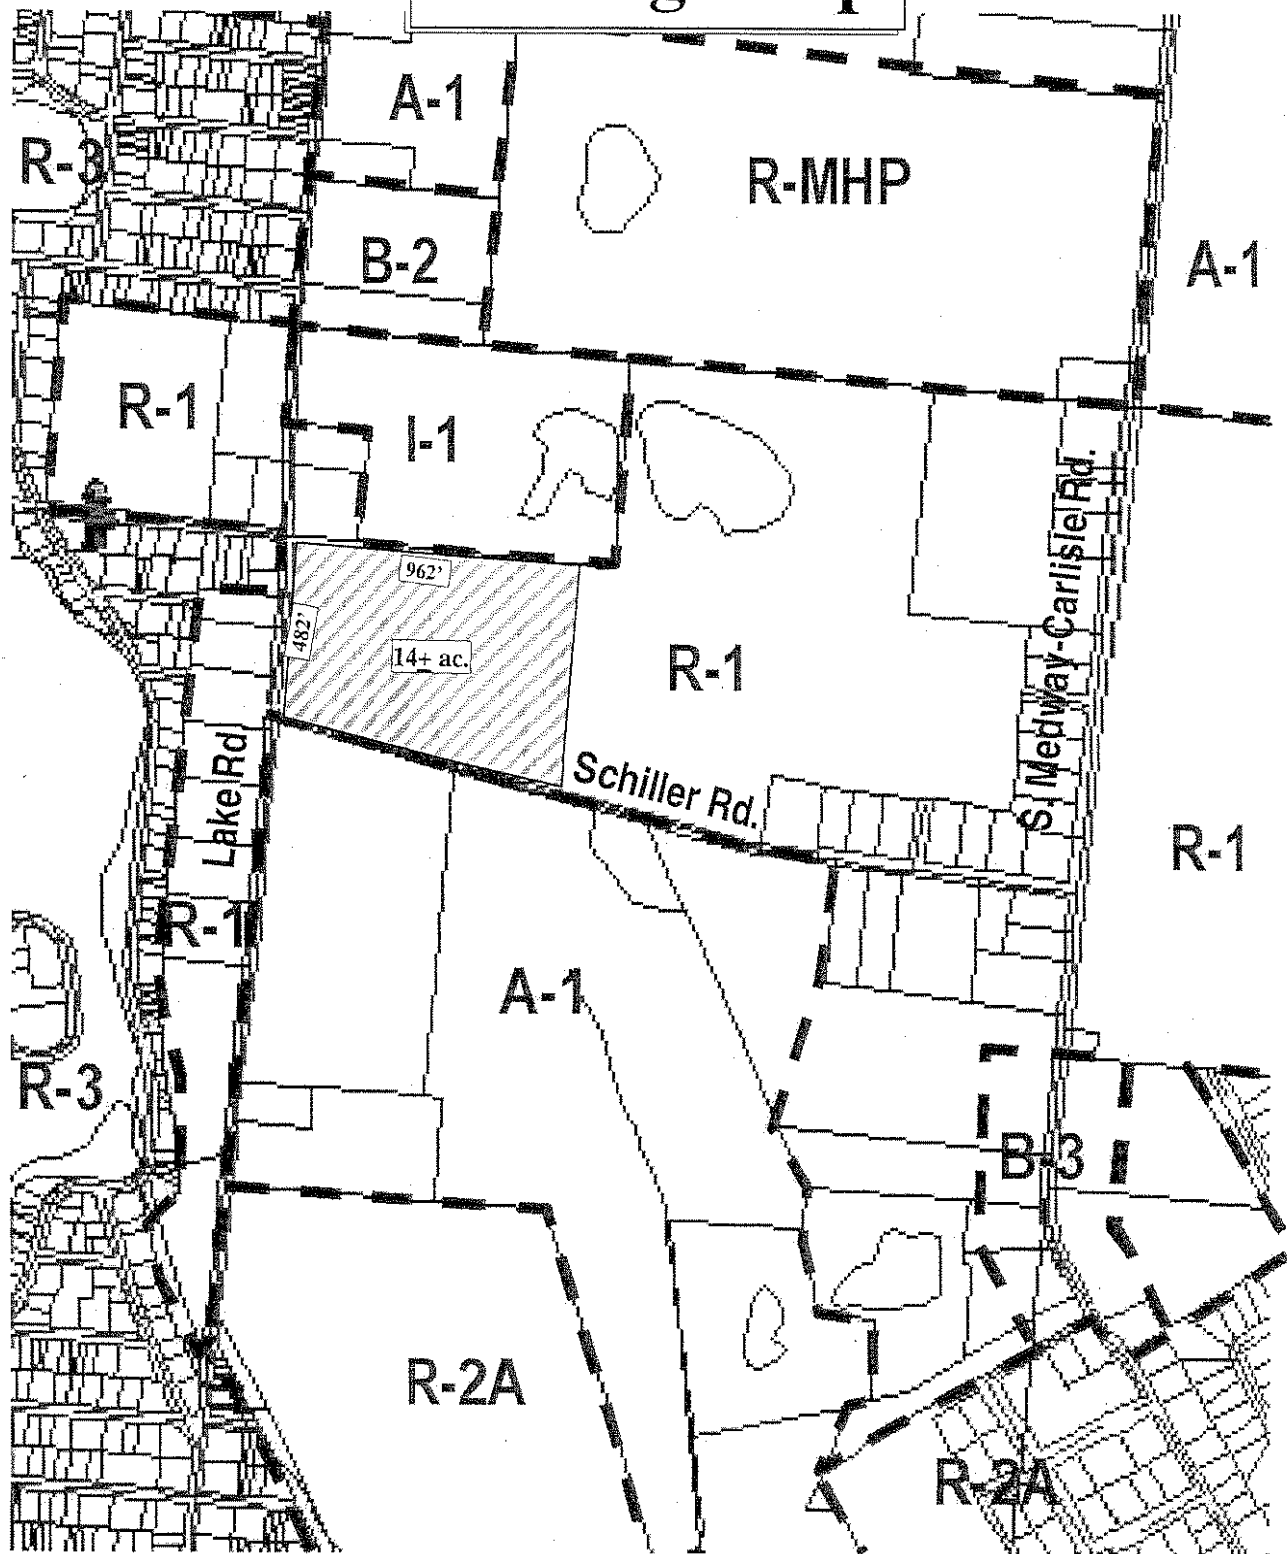 A-1
R-3
R-MHP
B-2
A-1
R-1
I-1
962'
482'
14+ ac.
R-1
S. Medway-Carlisle Rd.
Schiller Rd.
Lake Rd
R-1
R-1
A-1
R-3
B-3
R-2A
R-2A